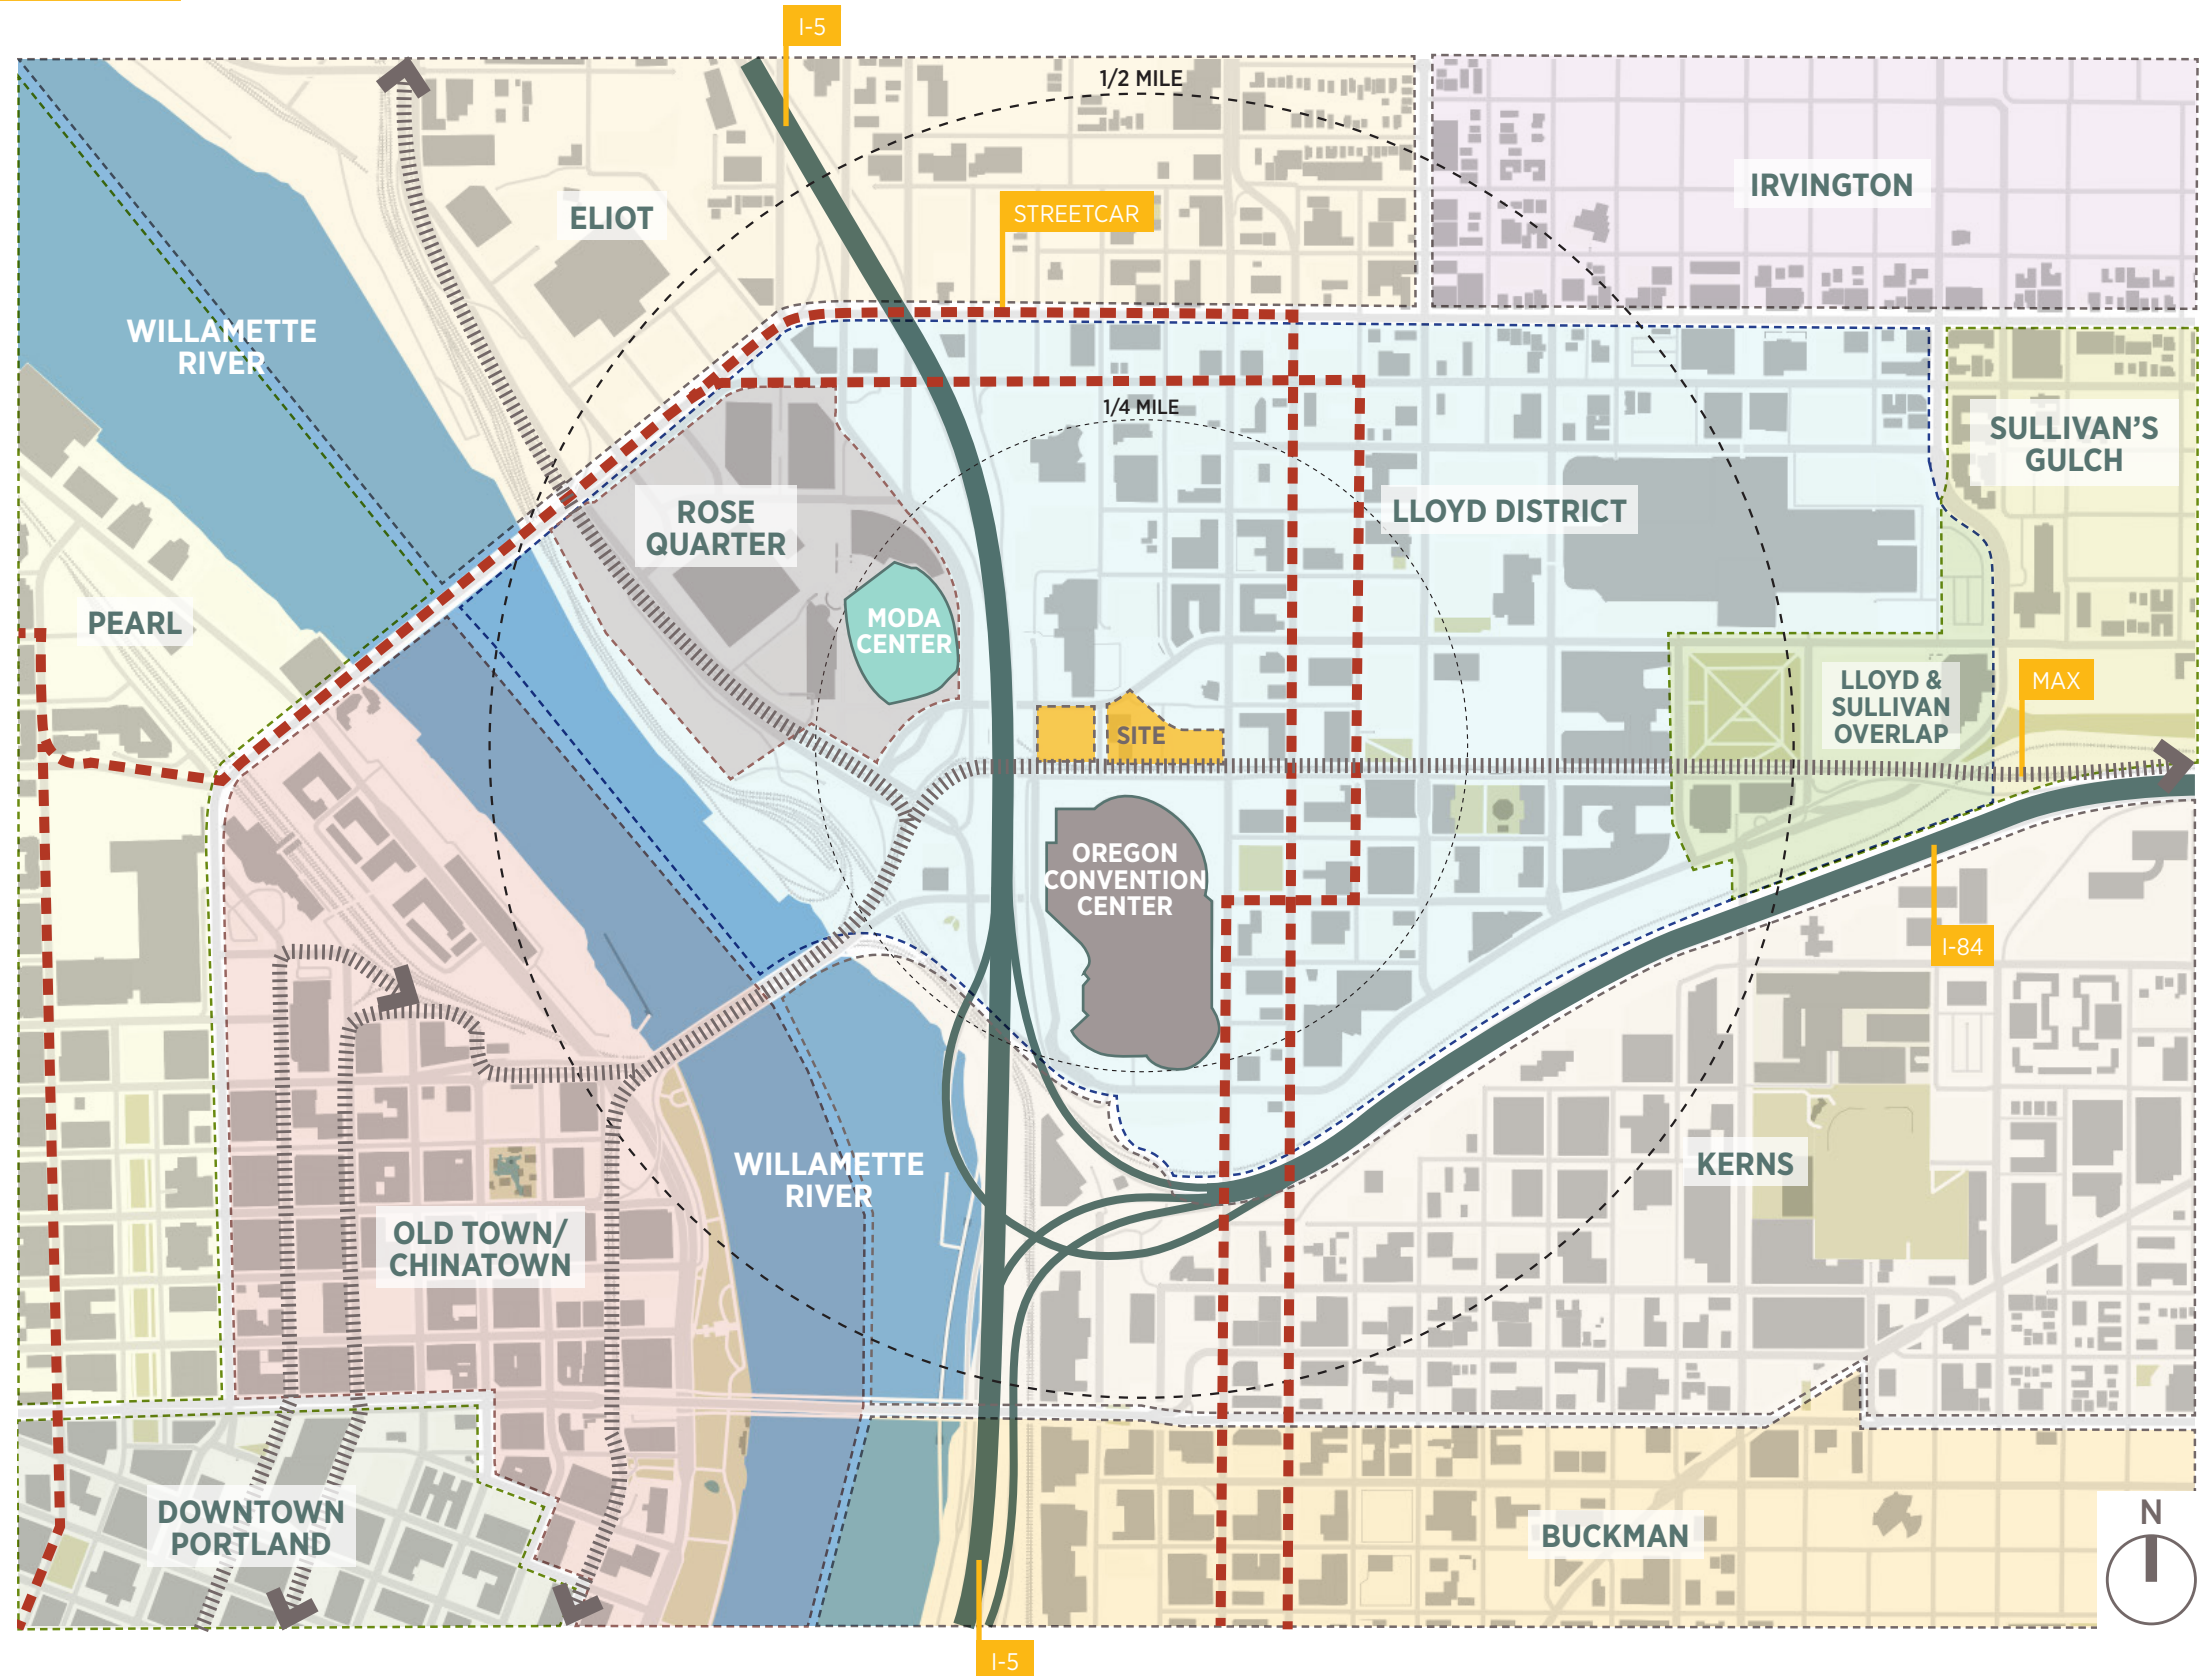 I-5
1/2 MILE
IRVINGTON
STREETCAR
ELIOT
WILLAMETTE
RIVER
1/4 MILE
SULLIVAN'S
GULCH
ROSE
QUARTER
LLOYD DISTRICT
PEARL
MODA
CENTER
LLOYD &
SULLIVAN
OVERLAP
MAX
SITE
OREGON
CONVENTION
CENTER
I-84
WILLAMETTE
RIVER
KERNS
OLD TOWN/
CHINATOWN
DOWNTOWN
PORTLAND
BUCKMAN
N
I-5